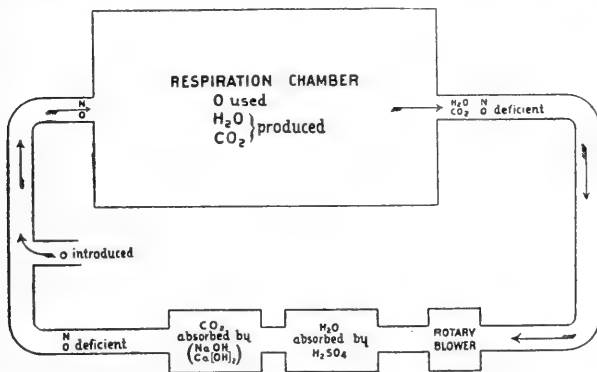 RESPIRATION CHAMBER
O used
H2O
CO2 } produced
N
O
H2O N
CO2 O deficient
O introduced
N
O deficient
CO2
absorbed by
(NaOH
Ca[OH]2)
H2O
absorbed by
H2SO4
ROTARY
BLOWER